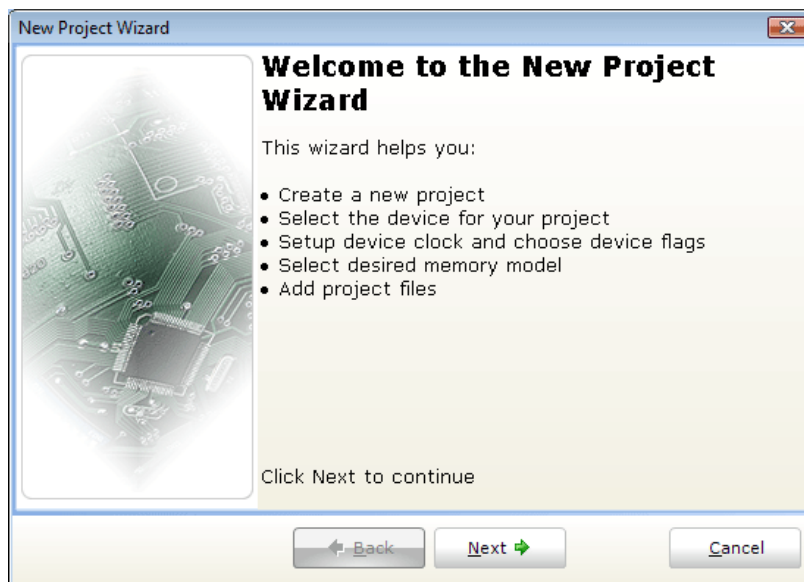 New Project Wizard
Welcome to the New Project
Wizard
This wizard helps you:
• Create a new project
• Select the device for your project
• Setup device clock and choose device flags
• Select desired memory model
• Add project files
Click Next to continue
Back Next Cancel